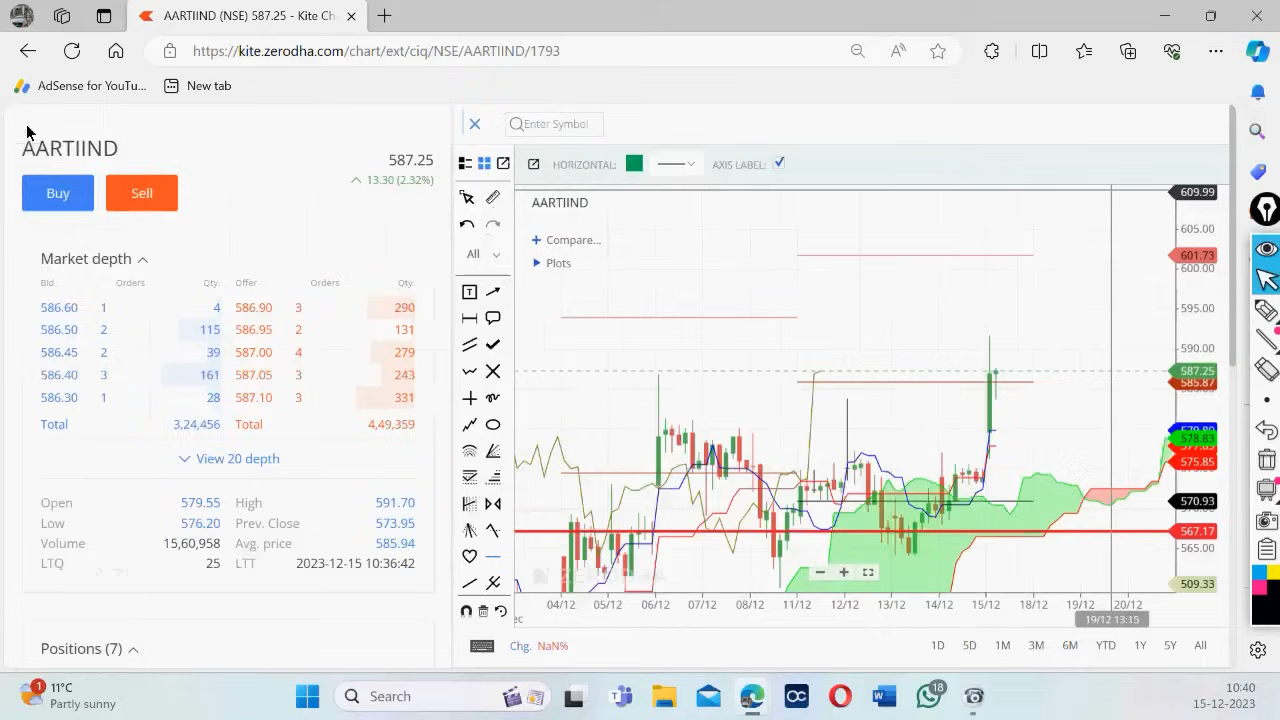 AARTIIND (NSE) 587.25 - Kite Ch
https://kite.zerodha.com/chart/ext/ciq/NSE/AARTIIND/1793
AdSense for YouTu... New tab
AARTIIND
587.25
13.30 (2.32%)
Buy Sell
Market depth
Bid Orders Qty. Offer Orders Qty.
586.60 1 4 586.90 3 290
586.50 2 115 586.95 2 131
586.45 2 39 587.00 4 279
586.40 3 161 587.05 3 243
586.30 1 28 587.10 3 331
Total 3,24,456 Total 4,49,359
View 20 depth
Open 579.55 High 591.70
Low 576.20 Prev. Close 573.95
Volume 15,60,958 Avg. price 585.94
LTQ 25 LTT 2023-12-15 10:36:42
Positions (7)
Enter Symbol
HORIZONTAL: AXIS LABEL:
All
AARTIIND
Compare...
Plots
609.99
605.00
601.73
600.00
595.00
590.00
587.25
585.87
578.83
575.85
570.93
567.17
565.00
509.33
04/12 05/12 06/12 07/12 08/12 11/12 12/12 13/12 14/12 15/12 18/12 19/12 20/12
ec
19/12 13:15
Chg. NaN%
1D 5D 1M 3M 6M YTD 1Y 5Y All
1
11°C
Partly sunny
Search
18
10:40
15-12-2023